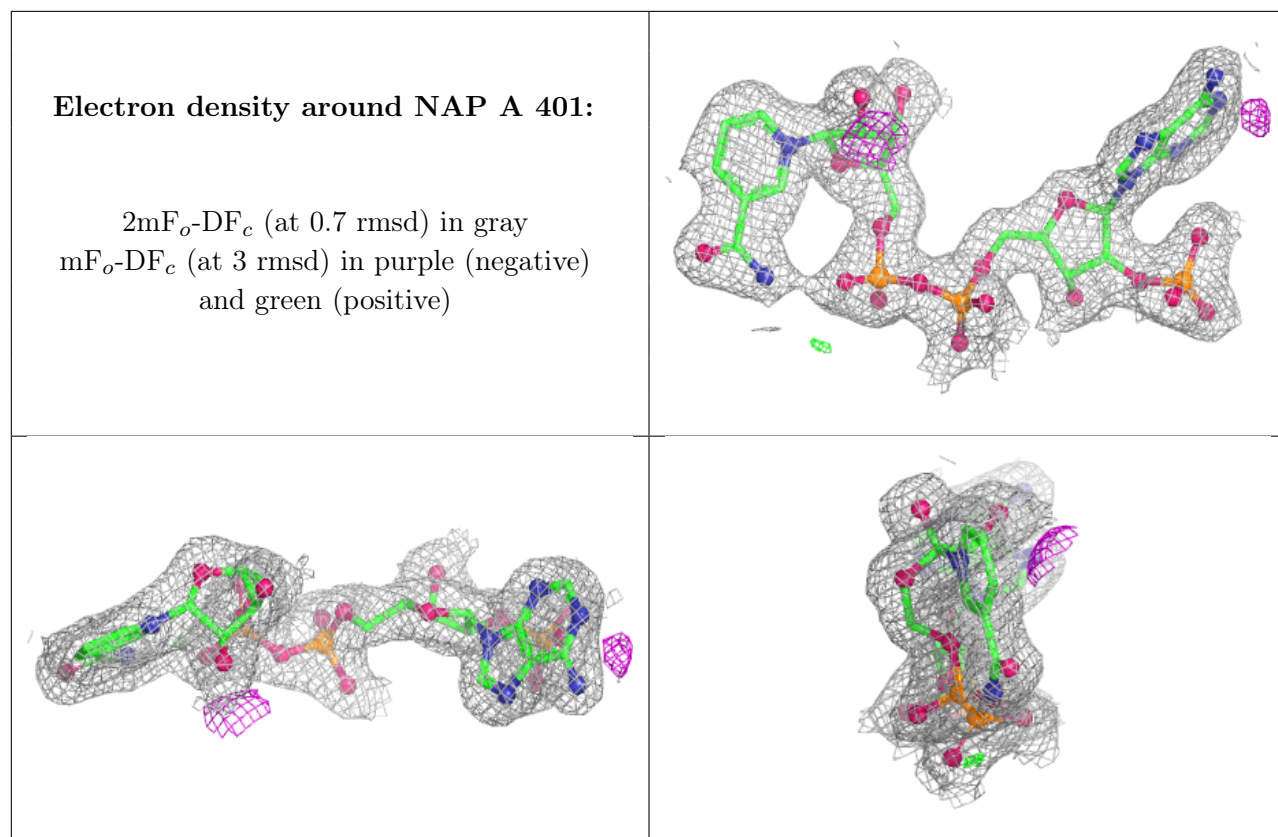 Electron density around NAP A 401:
2mFo-DFc (at 0.7 rmsd) in gray
mFo-DFc (at 3 rmsd) in purple (negative)
and green (positive)